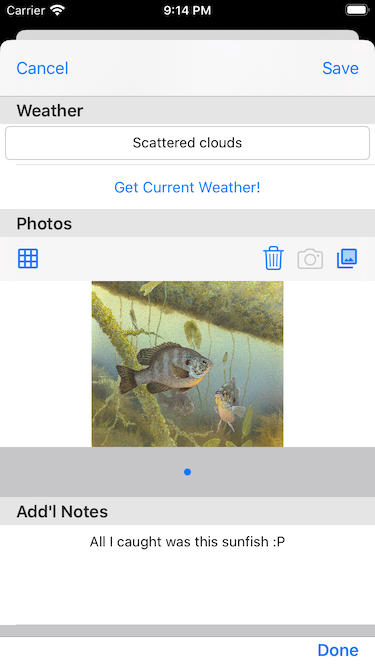 Carrier 9:14 PM
Cancel Save
Weather
Scattered clouds
Get Current Weather!
Photos
Add'l Notes
All I caught was this sunfish :P
Done